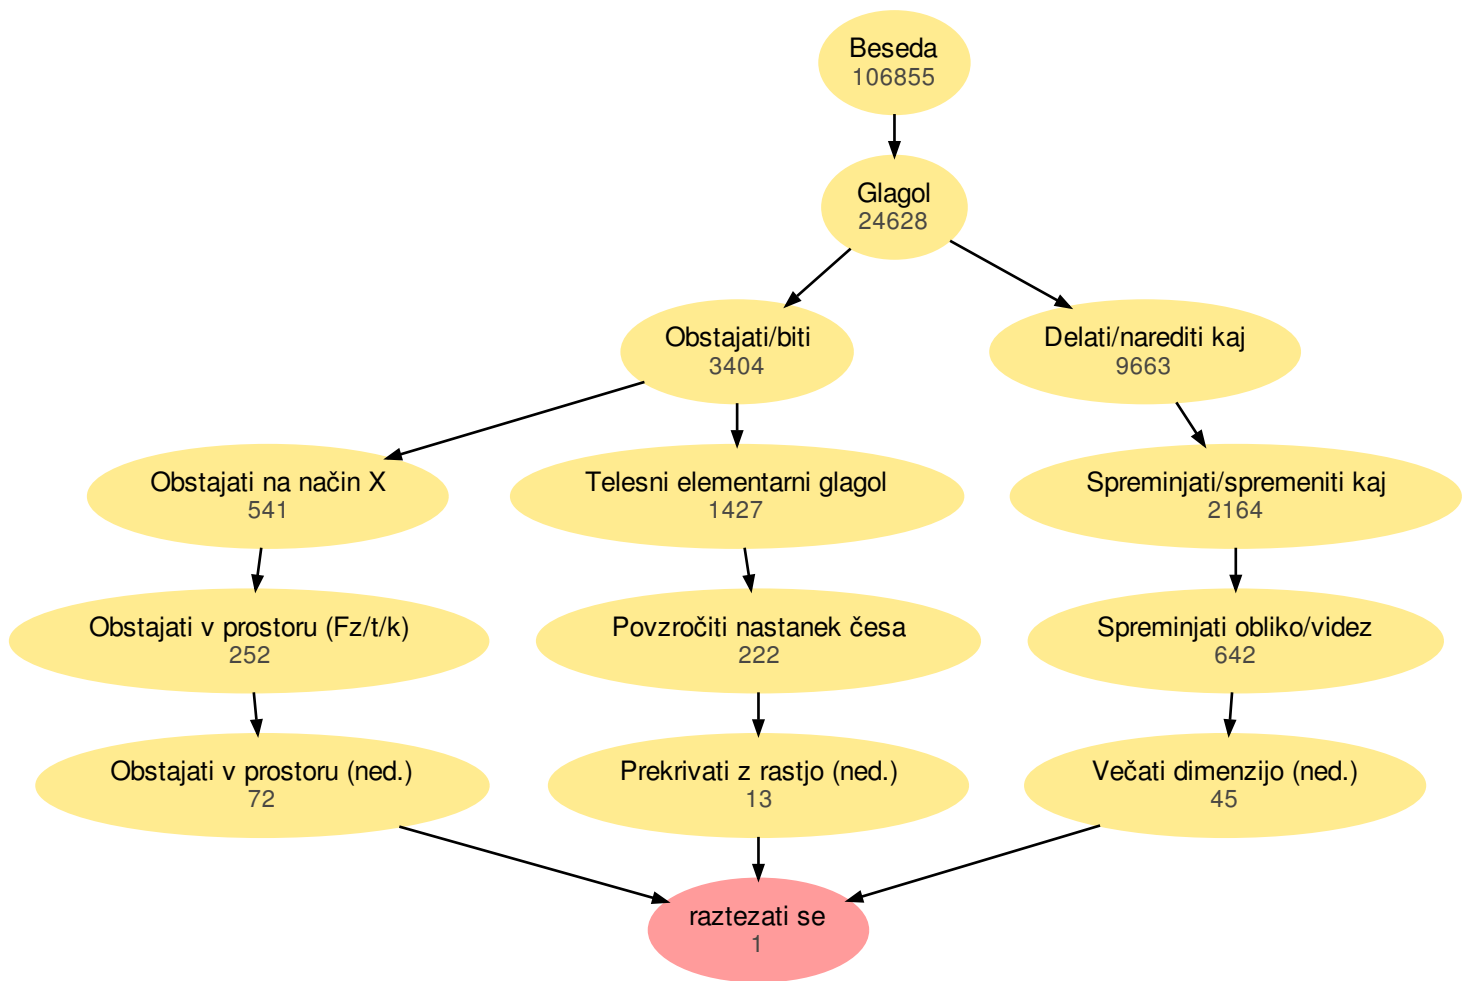 Beseda
106855
Glagol
24628
Obstajati/biti
3404
Delati/narediti kaj
9663
Obstajati na način X
541
Telesni elementarni glagol
1427
Spreminjati/spremeniti kaj
2164
Obstajati v prostoru (Fz/t/k)
252
Povzročiti nastanek česa
222
Spreminjati obliko/videz
642
Obstajati v prostoru (ned.)
72
Prekrivati z rastjo (ned.)
13
Večati dimenzijo (ned.)
45
raztezati se
1